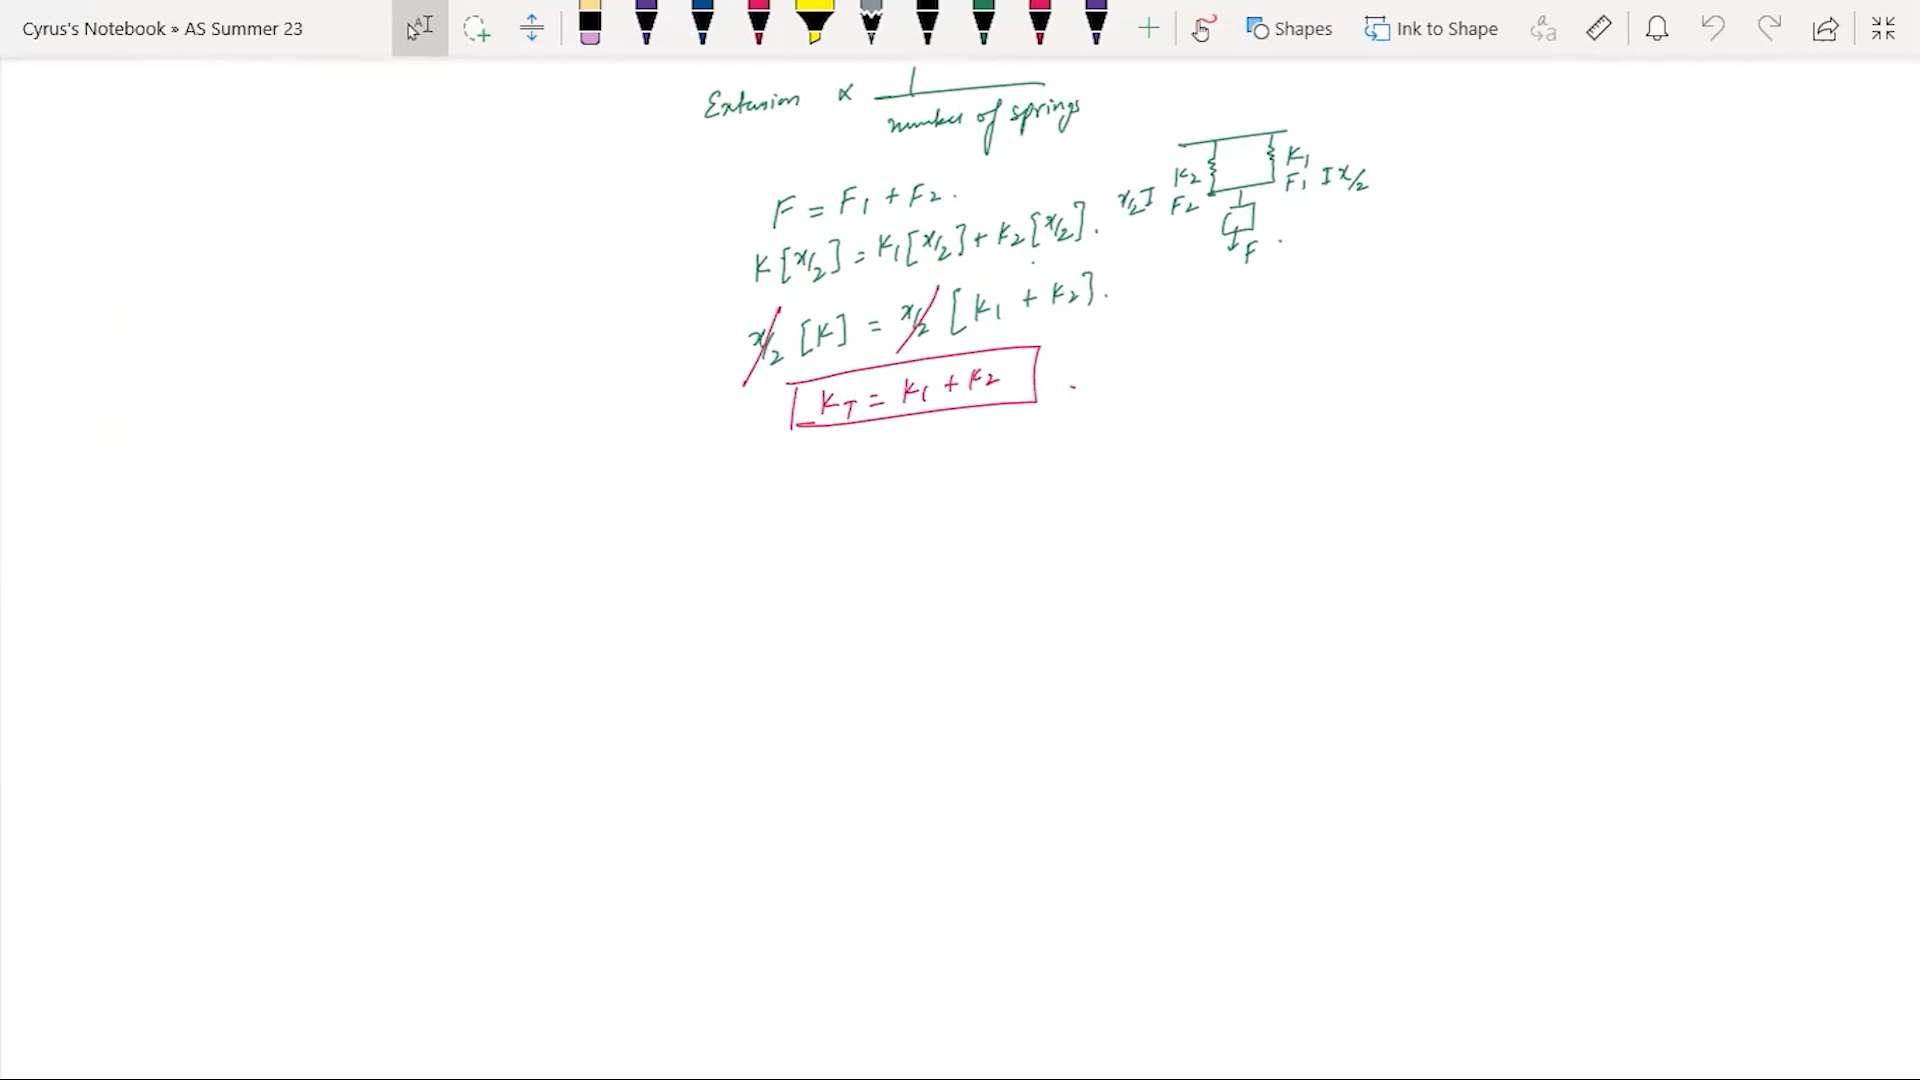 Cyrus's Notebook » AS Summer 23
Shapes
Ink to Shape
Extension ∝ 1 / number of springs
F = F1 + F2.
K[x/2] = K1[x/2] + K2[x/2].
x/2 [K] = x/2 [K1 + K2].
KT = K1 + K2
x/2 K2 F2
K1 F1 x/2
F